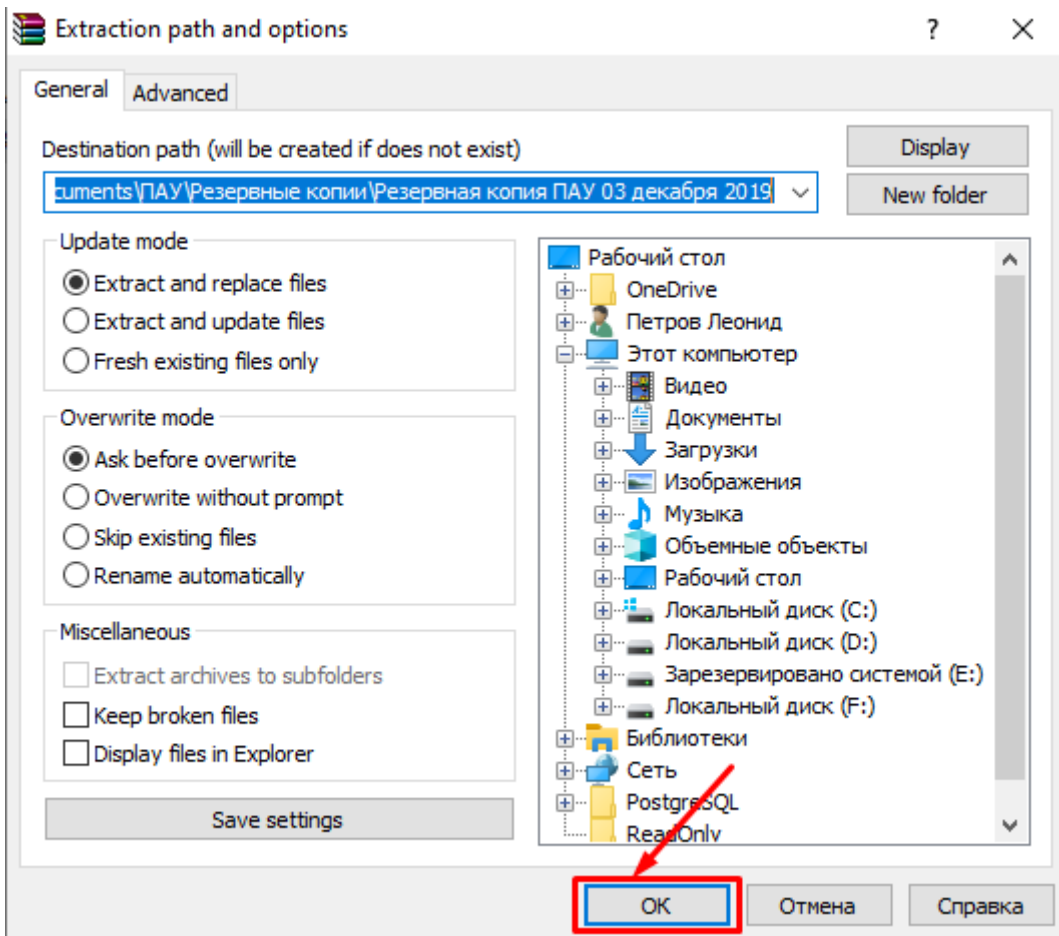 Extraction path and options
?
General
Advanced
Destination path (will be created if does not exist)
Display
cuments\ПАУ\Резервные копии\Резервная копия ПАУ 03 декабря 2019
New folder
Update mode
Extract and replace files
Extract and update files
Fresh existing files only
Overwrite mode
Ask before overwrite
Overwrite without prompt
Skip existing files
Rename automatically
Miscellaneous
Extract archives to subfolders
Keep broken files
Display files in Explorer
Save settings
Рабочий стол
OneDrive
Петров Леонид
Этот компьютер
Видео
Документы
Загрузки
Изображения
Музыка
Объемные объекты
Рабочий стол
Локальный диск (C:)
Локальный диск (D:)
Зарезервировано системой (E:)
Локальный диск (F:)
Библиотеки
Сеть
PostgreSQL
ReadOnly
OK
Отмена
Справка